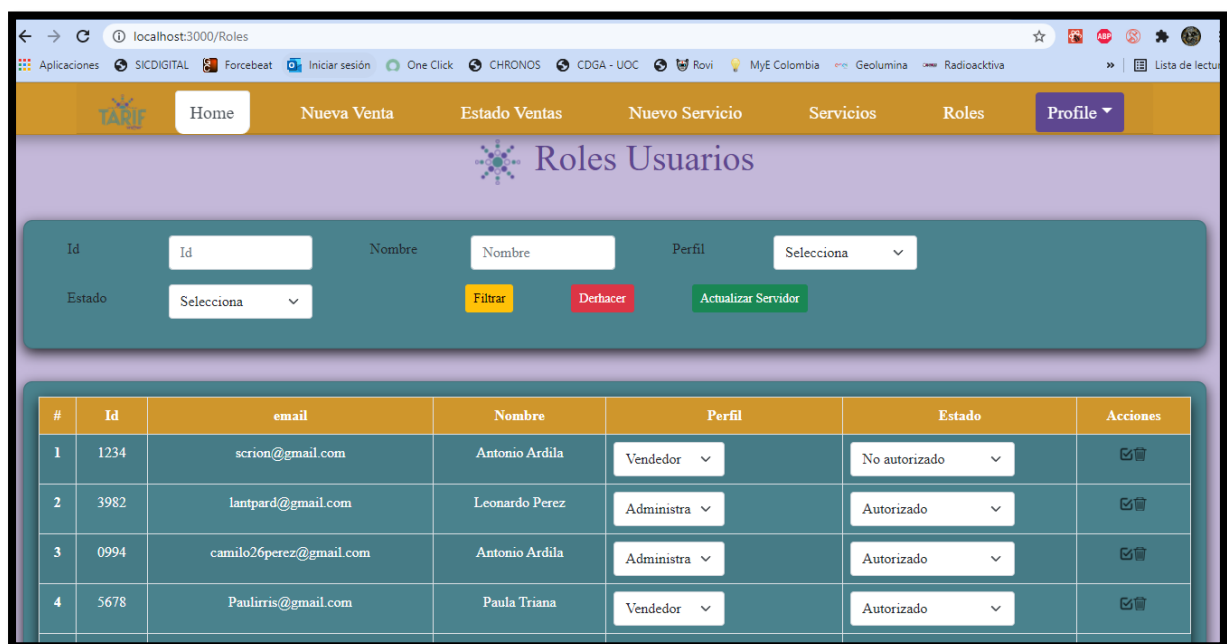 localhost:3000/Roles
ABP
Aplicaciones SICDIGITAL Forcebeat Iniciar sesión One Click CHRONOS CDGA - UOC Rovi MyE Colombia Geolumina Radioacktiva » Lista de lectur
TARIF Home Nueva Venta Estado Ventas Nuevo Servicio Servicios Roles Profile
Roles Usuarios
Id Id Nombre Nombre Perfil Selecciona
Estado Selecciona Filtrar Derhacer Actualizar Servidor
# Id email Nombre Perfil Estado Acciones
1 1234 scrion@gmail.com Antonio Ardila Vendedor No autorizado
2 3982 lantpard@gmail.com Leonardo Perez Administra Autorizado
3 0994 camilo26perez@gmail.com Antonio Ardila Administra Autorizado
4 5678 Paulirris@gmail.com Paula Triana Vendedor Autorizado